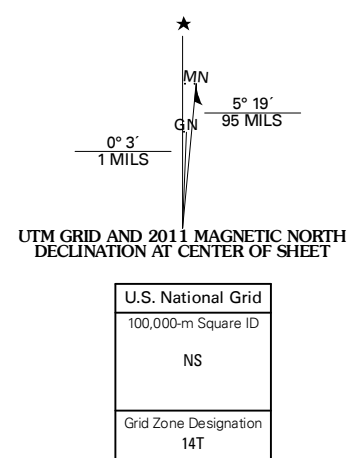 ★
MN
5° 19´
95 MILS
GN
0° 3´
1 MILS
UTM GRID AND 2011 MAGNETIC NORTH
DECLINATION AT CENTER OF SHEET
U.S. National Grid
100,000-m Square ID
NS
Grid Zone Designation
14T